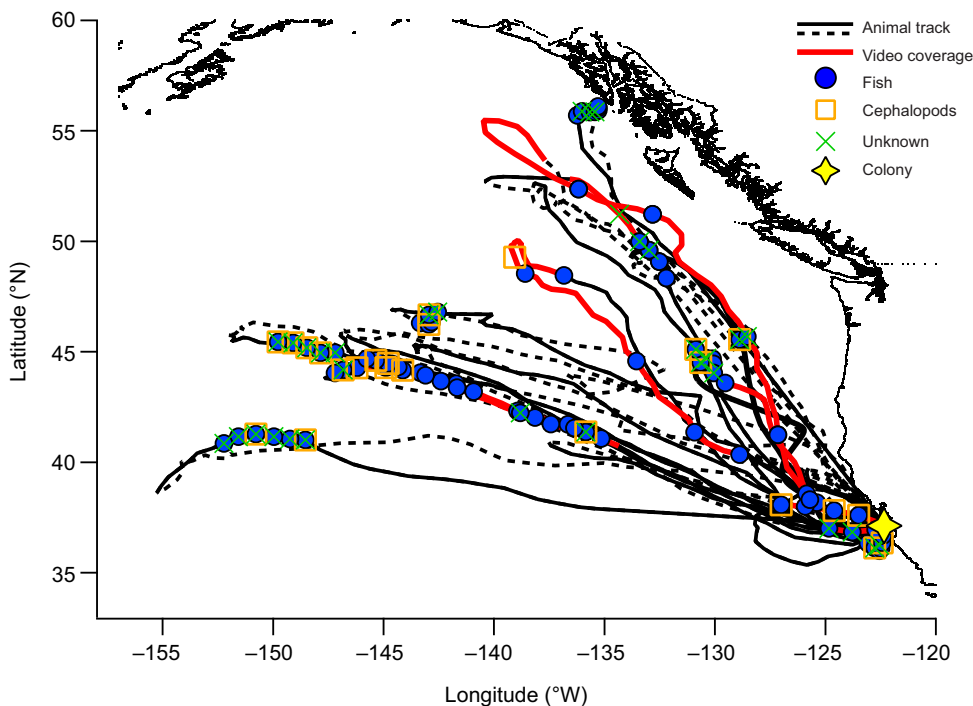 60
55
50
45
40
35
Latitude (°N)
–155
–150
–145
–140
–135
–130
–125
–120
Longitude (°W)
Animal track
Video coverage
Fish
Cephalopods
Unknown
Colony